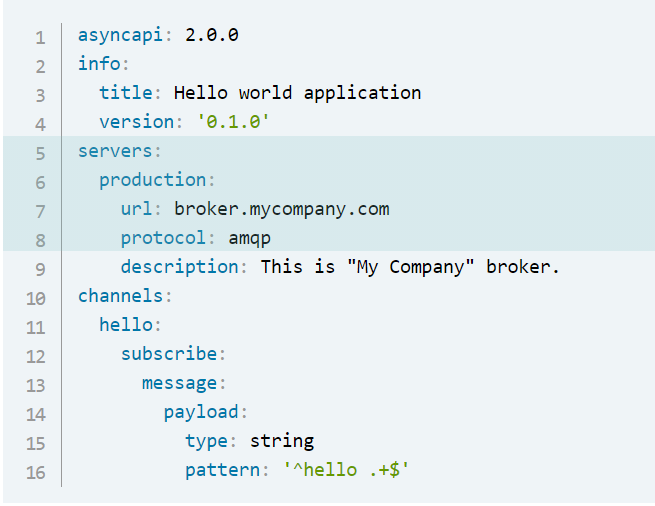 1 asyncapi: 2.0.0
2 info:
3   title: Hello world application
4   version: '0.1.0'
5 servers:
6   production:
7     url: broker.mycompany.com
8     protocol: amqp
9     description: This is "My Company" broker.
10 channels:
11   hello:
12     subscribe:
13       message:
14         payload:
15           type: string
16           pattern: '^hello .+$'